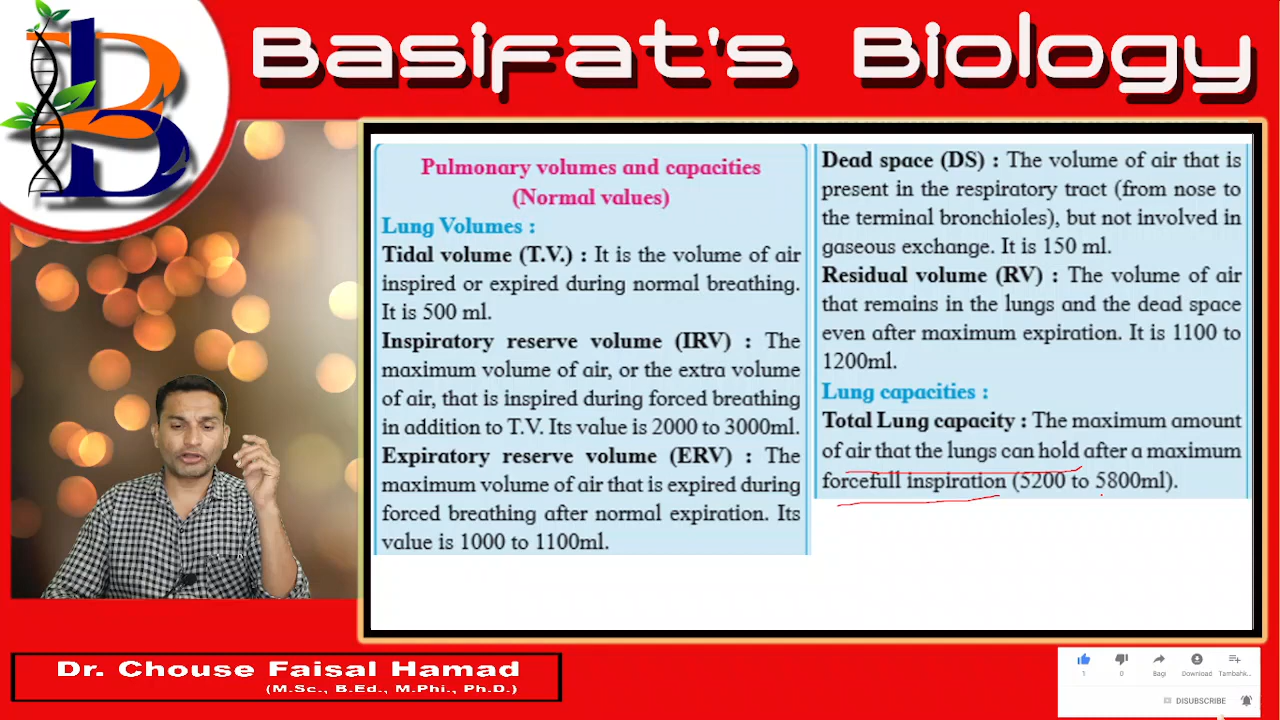 Basifat's Biology
Pulmonary volumes and capacities
(Normal values)
Lung Volumes :
Tidal volume (T.V.) : It is the volume of air
inspired or expired during normal breathing.
It is 500 ml.
Inspiratory reserve volume (IRV) : The
maximum volume of air, or the extra volume
of air, that is inspired during forced breathing
in addition to T.V. Its value is 2000 to 3000ml.
Expiratory reserve volume (ERV) : The
maximum volume of air that is expired during
forced breathing after normal expiration. Its
value is 1000 to 1100ml.
Dead space (DS) : The volume of air that is
present in the respiratory tract (from nose to
the terminal bronchioles), but not involved in
gaseous exchange. It is 150 ml.
Residual volume (RV) : The volume of air
that remains in the lungs and the dead space
even after maximum expiration. It is 1100 to
1200ml.
Lung capacities :
Total Lung capacity : The maximum amount
of air that the lungs can hold after a maximum
forcefull inspiration (5200 to 5800ml).
Dr. Chouse Faisal Hamad
(M.Sc., B.Ed., M.Phi., Ph.D.)
1 0 Bagi Download Tambahk...
DISUBSCRIBE